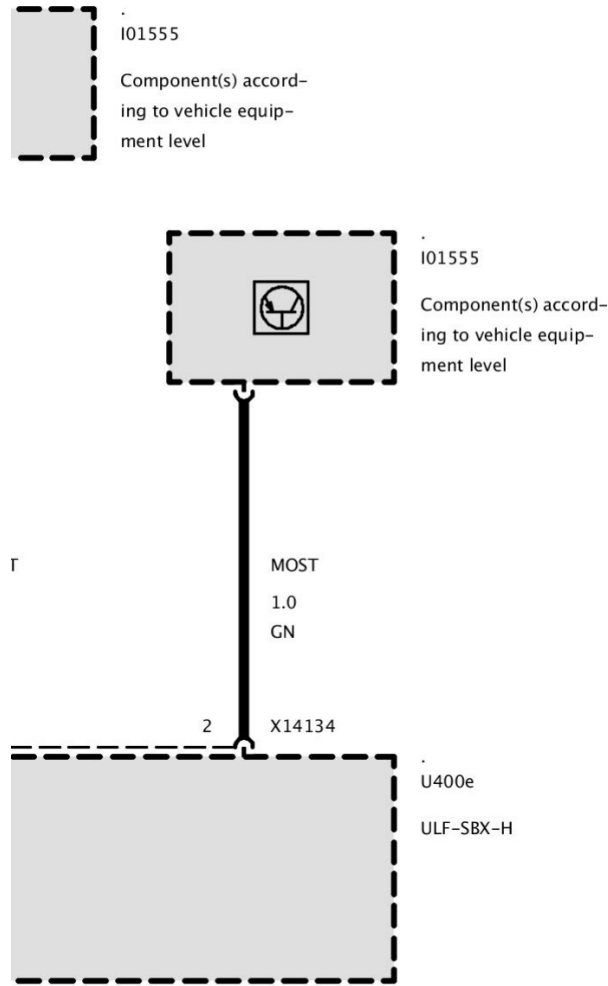 .
I01555
Component(s) accord-
ing to vehicle equip-
ment level
.
I01555
Component(s) accord-
ing to vehicle equip-
ment level
T
MOST
1.0
GN
2
X14134
.
U400e
ULF-SBX-H